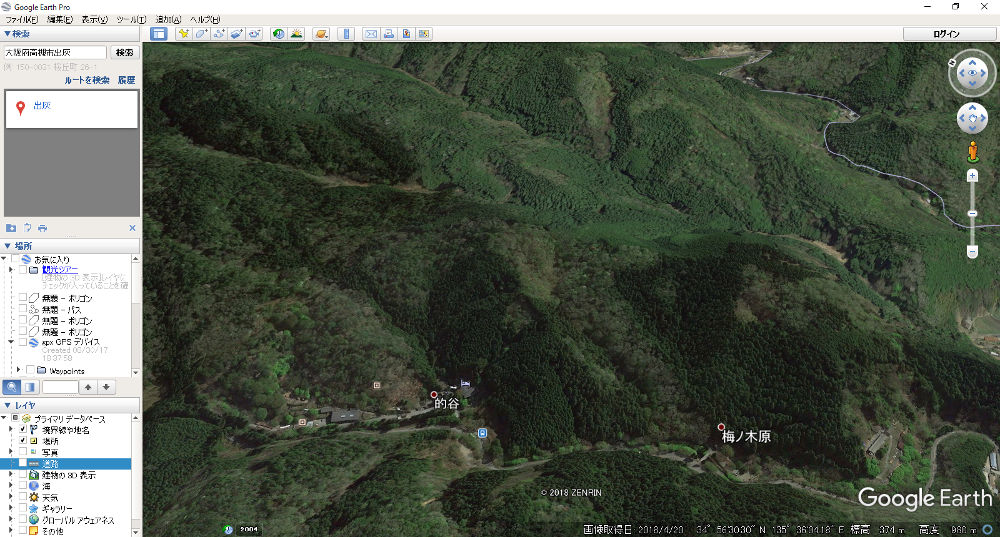 Google Earth Pro
ファイル(F) 編集(E) 表示(V) ツール(T) 追加(A) ヘルプ(H)
検索
大阪府高槻市出灰
検索
例: 150-0031 桜丘町 26-1
ルートを検索 履歴
出灰
場所
お気に入り
観光ツアー
[建物の 3D 表示]レイヤに
チェックが入っていることを確
無題 - ポリゴン
無題 - パス
無題 - ポリゴン
無題 - ポリゴン
gpx GPS デバイス
Created 08/30/17
18:37:58
Waypoints
レイヤ
プライマリ データベース
境界線や地名
場所
写真
道路
建物の 3D 表示
海
天気
ギャラリー
グローバル アウェアネス
その他
ログイン
N
的谷
梅ノ木原
© 2018 ZENRIN
Google Earth
2004
画像取得日: 2018/4/20 34° 56'30.30" N 135° 36'04.18" E 標高 374 m 高度 980 m